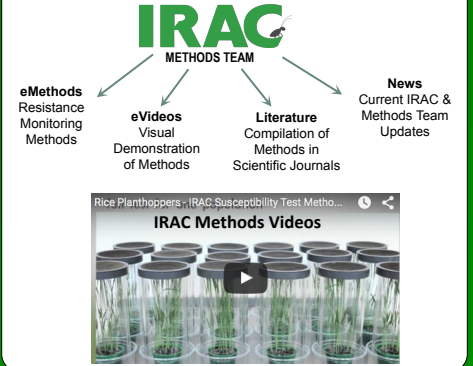 IRAC
METHODS TEAM
eMethods
Resistance
Monitoring
Methods
eVideos
Visual
Demonstration
of Methods
Literature
Compilation of
Methods in
Scientific Journals
News
Current IRAC &
Methods Team
Updates
Rice Planthoppers - IRAC Susceptibility Test Metho...
IRAC Methods Videos